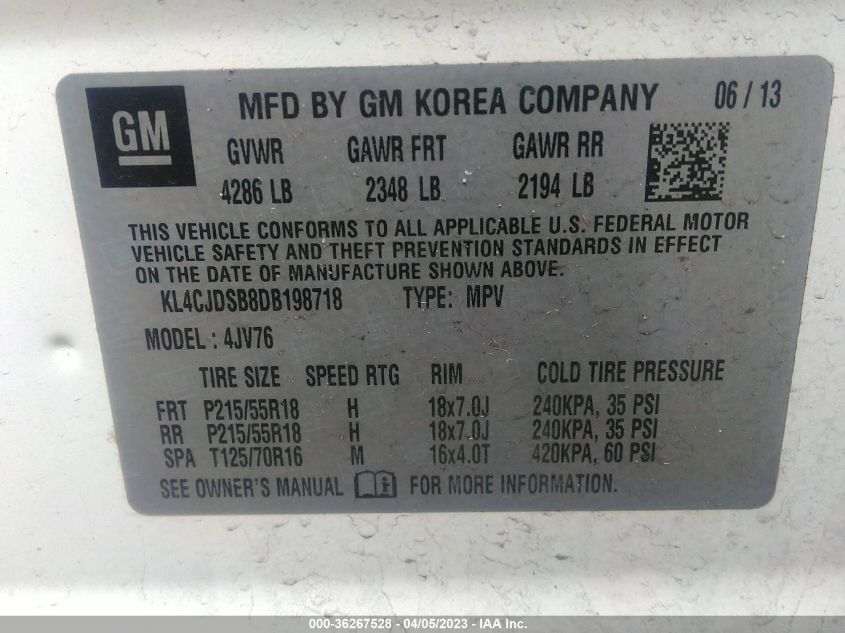 GM
MFD BY GM KOREA COMPANY 06 / 13
GVWR GAWR FRT GAWR RR
4286 LB 2348 LB 2194 LB
THIS VEHICLE CONFORMS TO ALL APPLICABLE U.S. FEDERAL MOTOR
VEHICLE SAFETY AND THEFT PREVENTION STANDARDS IN EFFECT
ON THE DATE OF MANUFACTURE SHOWN ABOVE.
KL4CJDSB8DB198718 TYPE: MPV
MODEL : 4JV76
TIRE SIZE SPEED RTG RIM COLD TIRE PRESSURE
FRT P215/55R18 H 18x7.0J 240KPA, 35 PSI
RR P215/55R18 H 18x7.0J 240KPA, 35 PSI
SPA T125/70R16 M 16x4.0T 420KPA, 60 PSI
SEE OWNER'S MANUAL i FOR MORE INFORMATION.
000-36267528 - 04/05/2023 - IAA Inc.